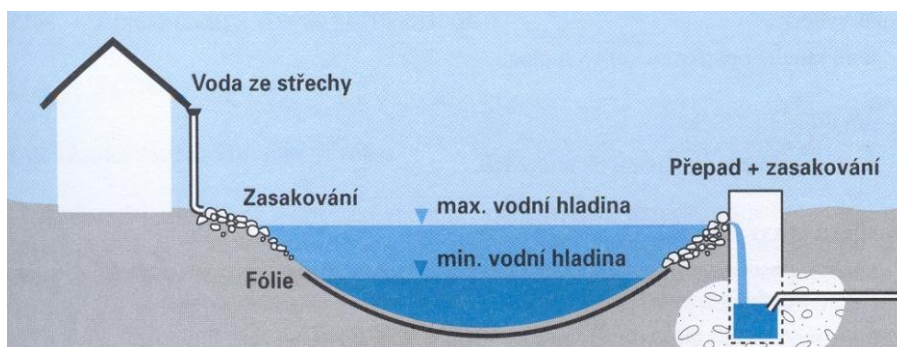 Voda ze střechy
Přepad + zasakování
Zasakování
max. vodní hladina
min. vodní hladina
Fólie